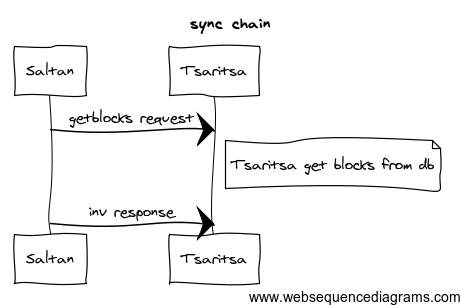 sync chain
Saltan
Tsaritsa
getblocks request
Tsaritsa get blocks from db
inv response
Saltan
Tsaritsa
www.websequencediagrams.com